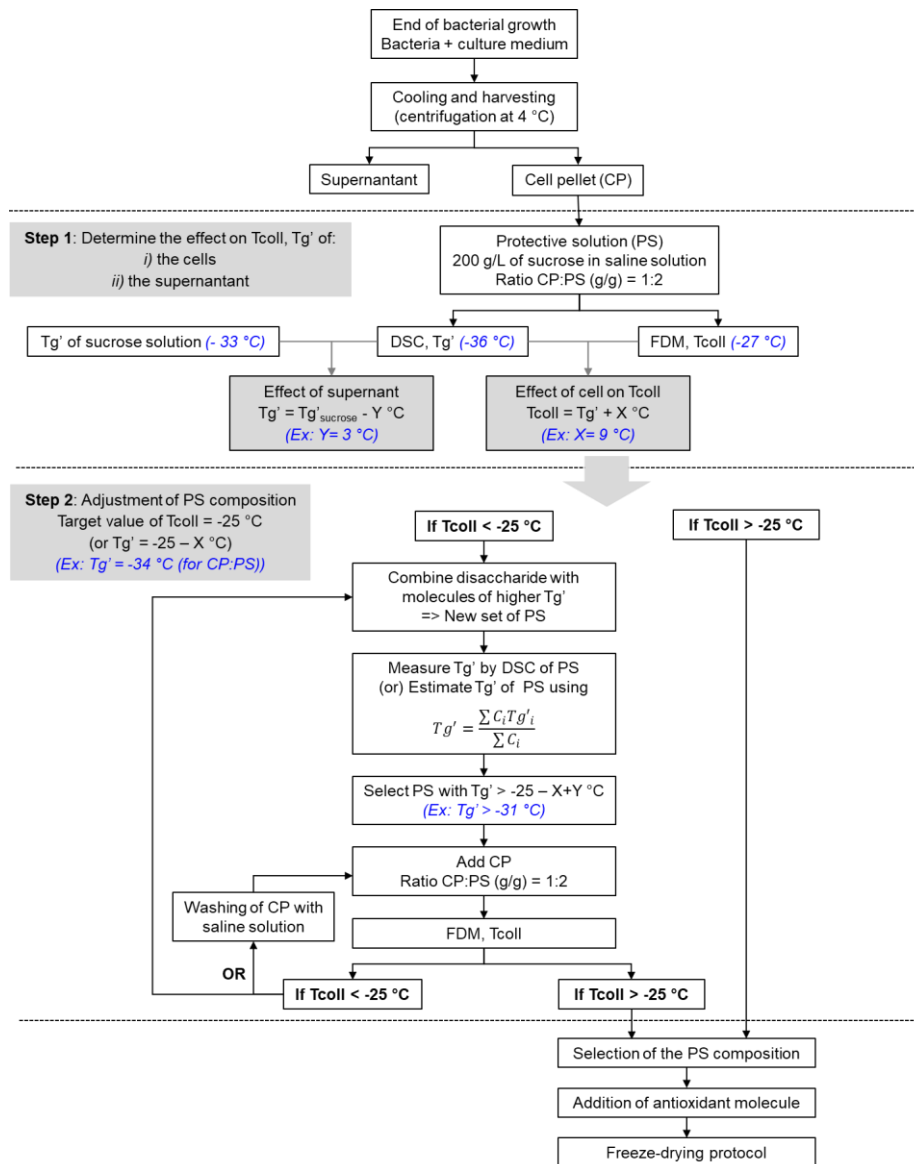 End of bacterial growth
Bacteria + culture medium
Cooling and harvesting
(centrifugation at 4 °C)
Supernantant
Cell pellet (CP)
Step 1: Determine the effect on Tcoll, Tg' of:
i) the cells
ii) the supernantant
Protective solution (PS)
200 g/L of sucrose in saline solution
Ratio CP:PS (g/g) = 1:2
Tg' of sucrose solution (- 33 °C)
DSC, Tg' (-36 °C)
FDM, Tcoll (-27 °C)
Effect of supernant
Tg' = Tg'sucrose - Y °C
(Ex: Y= 3 °C)
Effect of cell on Tcoll
Tcoll = Tg' + X °C
(Ex: X= 9 °C)
Step 2: Adjustment of PS composition
Target value of Tcoll = -25 °C
(or Tg' = -25 – X °C)
(Ex: Tg' = -34 °C (for CP:PS))
If Tcoll < -25 °C
If Tcoll > -25 °C
Combine disaccharide with
molecules of higher Tg'
=> New set of PS
Measure Tg' by DSC of PS
(or) Estimate Tg' of PS using
Tg' = ∑ CᵢTg'ᵢ / ∑ Cᵢ
Select PS with Tg' > -25 – X+Y °C
(Ex: Tg' > -31 °C)
Add CP
Ratio CP:PS (g/g) = 1:2
Washing of CP with
saline solution
FDM, Tcoll
OR
If Tcoll < -25 °C
If Tcoll > -25 °C
Selection of the PS composition
Addition of antioxidant molecule
Freeze-drying protocol